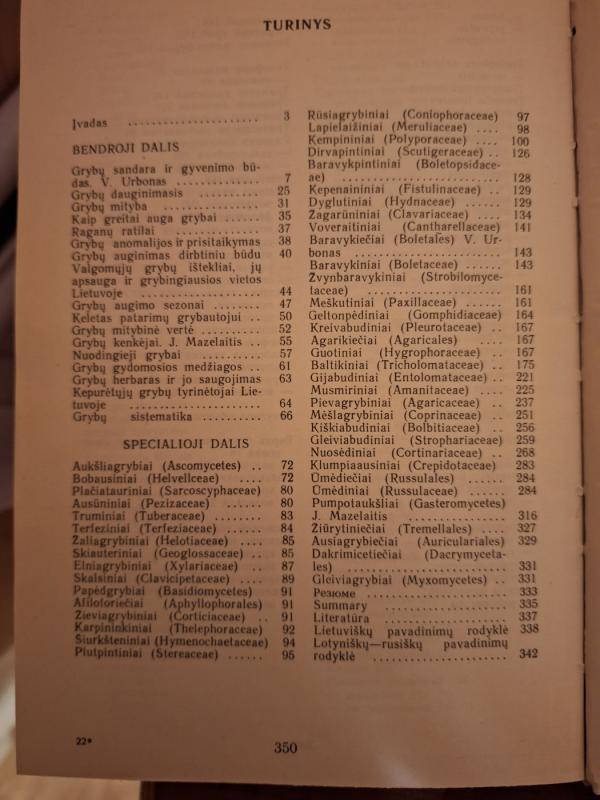 TURINYS
Įvadas .................... 3
BENDROJI DALIS
Grybų sandara ir gyvenimo bū-
das. V. Urbonas ............. 7
Grybų dauginimasis .......... 25
Grybų mityba ............... 31
Kaip greitai auga grybai ...... 35
Raganų ratilai .............. 37
Grybų anomalijos ir prisitaikymas 38
Grybų auginimas dirbtiniu būdu 40
Valgomųjų grybų ištekliai, jų
apsauga ir grybingiausios vietos
Lietuvoje .................. 44
Grybų augimo sezonai ........ 47
Keletas patarimų grybautojui .. 50
Grybų mitybinė vertė ......... 52
Grybų kenkėjai. J. Mazelaitis .. 55
Nuodingieji grybai .......... 57
Grybų gydomosios medžiagos .. 61
Grybų herbaras ir jo saugojimas 63
Kepurėtųjų grybų tyrinėtojai Lie-
tuvoje .................... 64
Grybų sistematika .......... 66
SPECIALIOJI DALIS
Aukšliagrybiai (Ascomycetes) .. 72
Bobausiniai (Helvellceae) .... 72
Plačiatauriniai (Sarcoscyphaceae) 80
Ausūniniai (Pezizaceae) ...... 80
Truminiai (Tuberaceae) ........ 83
Terfeziniai (Terfeziaceae) .... 84
Žaliagrybiniai (Helotiaceae) .... 85
Skiauteriniai (Geoglossaceae) .. 85
Elniagrybiniai (Xylariaceae) ... 87
Skalsiniai (Clavicipetaceae) .... 89
Papėdgrybiai (Basidiomycetes) 91
Afiloforiečiai (Aphyllophorales) 91
Žieviagrybiniai (Corticiaceae) .. 91
Karpininkiniai (Thelephoraceae) 92
Šiurkšteniniai (Hymenochaetaceae) 94
Plutpintiniai (Stereaceae) ...... 95
Rūsiagrybiniai (Coniophoraceae) 97
Lapielaižiniai (Meruliaceae) .... 98
Kempininiai (Polyporaceae) .... 100
Dirvapintiniai (Scutigeraceae) .. 126
Baravykpintiniai (Boletopsidace-
ae) ........................ 128
Kepenaininiai (Fistulinaceae) .. 129
Dyglutiniai (Hydnaceae) ...... 129
Žagarūniniai (Clavariaceae) .... 134
Voveraitiniai (Cantharellaceae) 141
Baravykiečiai (Boletales) V. Ur-
bonas ...................... 143
Baravykiniai (Boletaceae) ...... 143
Žvynbaravykiniai (Strobilomyce-
taceae) .................... 161
Meškutiniai (Paxillaceae) ...... 161
Geltonpėdiniai (Gomphidiaceae) 164
Kreivabudiniai (Pleurotaceae) .. 167
Agarikiečiai (Agaricales) .... 167
Guotiniai (Hygrophoraceae) .... 167
Baltikiniai (Tricholomataceae) .. 175
Gijabudiniai (Entolomataceae) .. 221
Musmiriniai (Amanitaceae) .... 225
Pievagrybiniai (Agaricaceae) .. 237
Mėšlagrybiniai (Coprinaceae) .. 251
Kiškiabudiniai (Bolbitiaceae) .. 256
Gleiviabudiniai (Strophariaceae) 259
Nuosėdiniai (Cortinariaceae) .. 268
Klumpiaausiniai (Crepidotaceae) 283
Ūmėdiečiai (Russulales) ...... 284
Ūmėdiniai (Russulaceae) ...... 284
Pumpotaukšliai (Gasteromycetes)
J. Mazelaitis ................ 316
Žiūrytiniečiai (Tremellales) .... 327
Ausiagrybiečiai (Auriculariales) 329
Dakrimicetiečiai (Dacrymyceta-
les) ........................ 331
Gleiviagrybiai (Myxomycetes) .. 331
Резюме .................... 333
Summary .................... 335
Literatūra .................. 337
Lietuviškų pavadinimų rodyklė 338
Lotyniškų—rusiškų pavadinimų
rodyklė .................... 342
22*
350